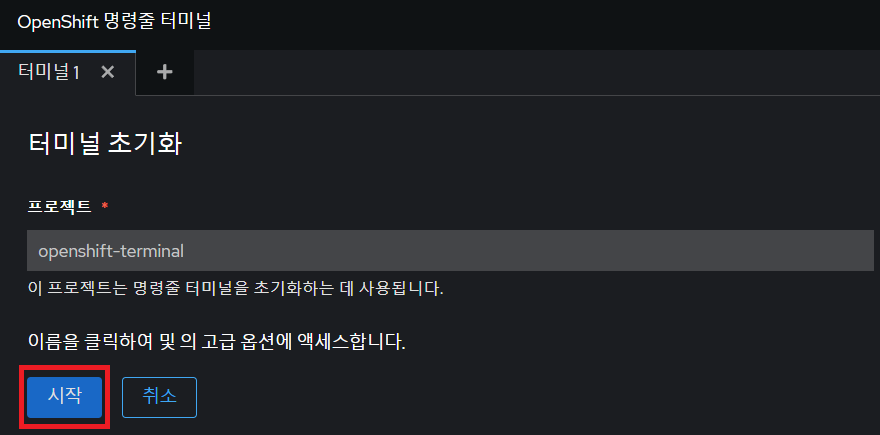 OpenShift 명령줄 터미널
터미널 1
터미널 초기화
프로젝트 *
openshift-terminal
이 프로젝트는 명령줄 터미널을 초기화하는 데 사용됩니다.
이름을 클릭하여 및 의 고급 옵션에 액세스합니다.
시작 취소